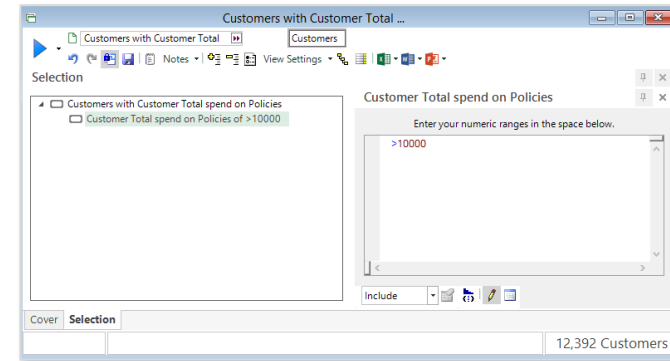 Customers with Customer Total ...
Customers with Customer Total
Customers
Notes
View Settings
Selection
Customers with Customer Total spend on Policies
Customer Total spend on Policies of >10000
Customer Total spend on Policies
Enter your numeric ranges in the space below.
>10000
Include
Cover
Selection
12,392 Customers